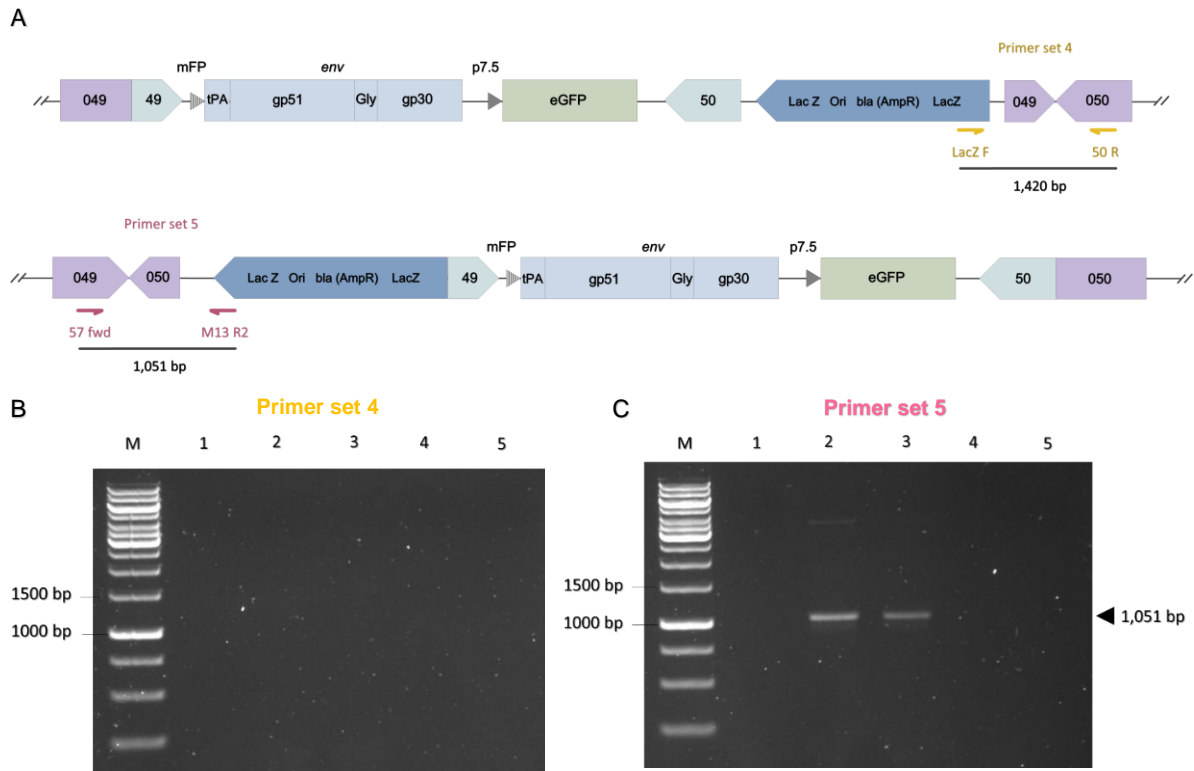 A
Primer set 4
mFP env p7.5
049 49 tPA gp51 Gly gp30 eGFP 50 Lac Z Ori bla (AmpR) LacZ 049 050
LacZ F 50 R
1,420 bp
Primer set 5
mFP env p7.5
049 050 Lac Z Ori bla (AmpR) LacZ 49 tPA gp51 Gly gp30 eGFP 50 050
57 fwd M13 R2
1,051 bp
B Primer set 4
M 1 2 3 4 5
1500 bp
1000 bp
C Primer set 5
M 1 2 3 4 5
1500 bp
1000 bp
1,051 bp